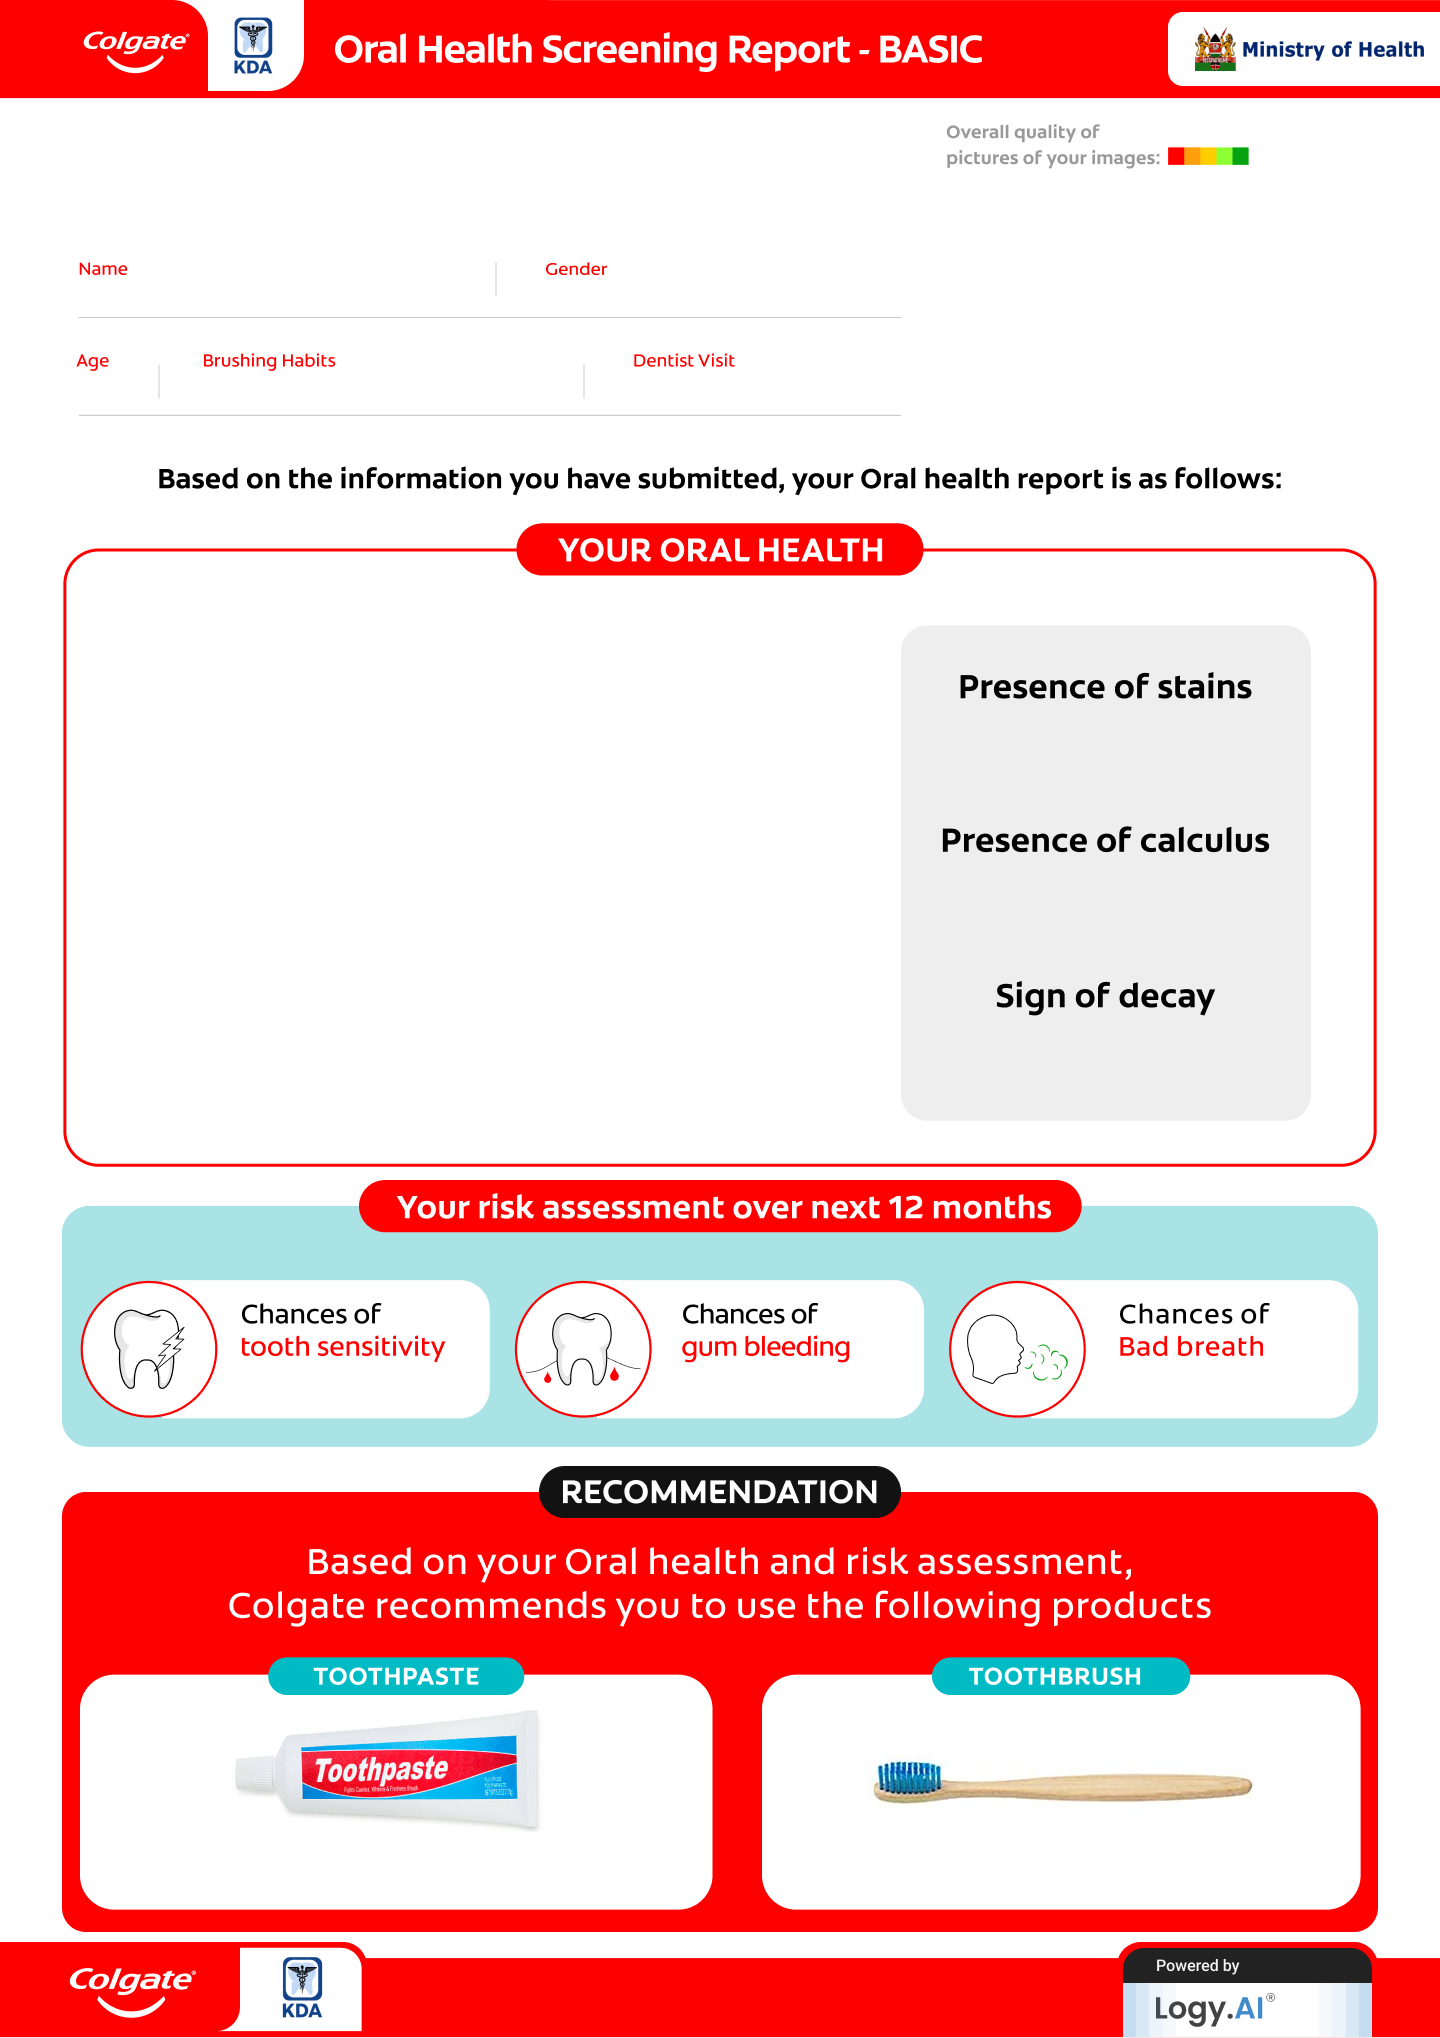 Colgate®
KDA
Oral Health Screening Report - BASIC
Ministry of Health
Overall quality of
pictures of your images:
Name
Gender
Age
Brushing Habits
Dentist Visit
Based on the information you have submitted, your Oral health report is as follows:
YOUR ORAL HEALTH
Presence of stains
Presence of calculus
Sign of decay
Your risk assessment over next 12 months
Chances of
tooth sensitivity
Chances of
gum bleeding
Chances of
Bad breath
RECOMMENDATION
Based on your Oral health and risk assessment,
Colgate recommends you to use the following products
TOOTHPASTE
TOOTHBRUSH
Toothpaste
Colgate®
KDA
Powered by
Logy.AI®